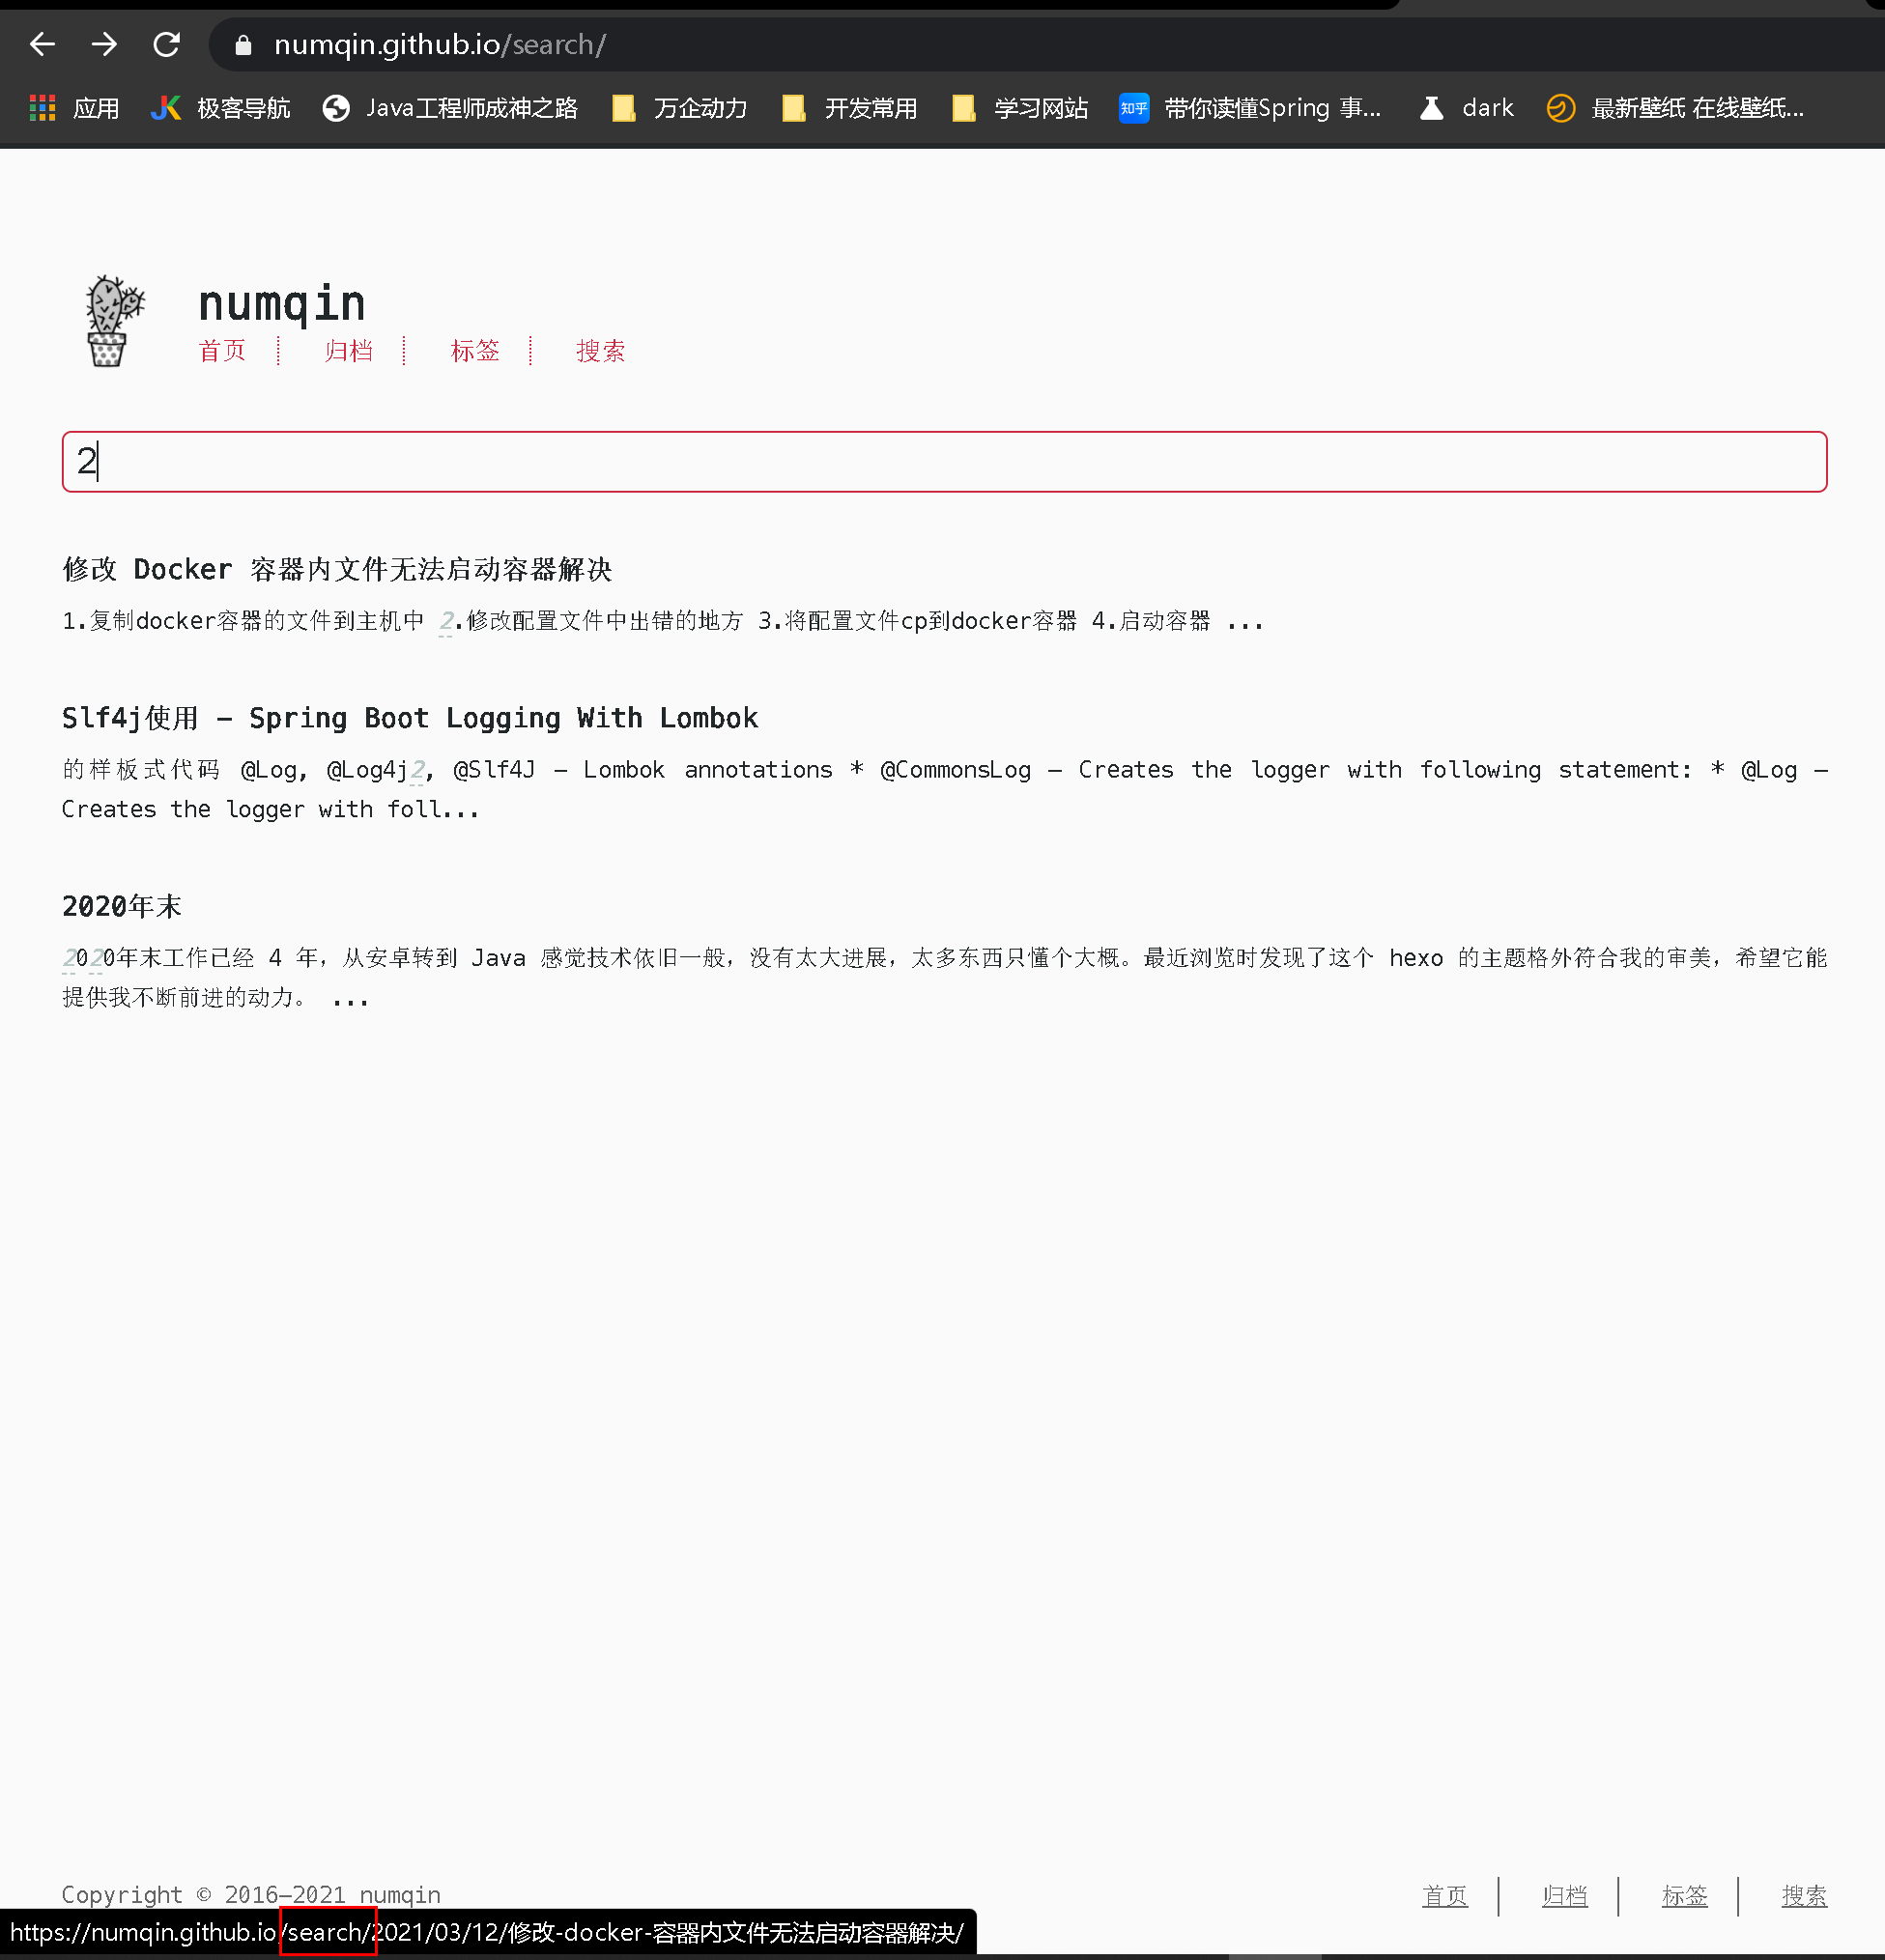 numqin.github.io/search/
应用 极客导航 Java工程师成神之路 万企动力 开发常用 学习网站 知乎 带你读懂Spring 事... dark 最新壁纸 在线壁纸...
numqin
首页 归档 标签 搜索
2
修改 Docker 容器内文件无法启动容器解决
1.复制docker容器的文件到主机中 2.修改配置文件中出错的地方 3.将配置文件cp到docker容器 4.启动容器 ...
Slf4j使用 – Spring Boot Logging With Lombok
的样板式代码 @Log, @Log4j2, @Slf4J – Lombok annotations * @CommonsLog – Creates the logger with following statement: * @Log –
Creates the logger with foll...
2020年末
2020年末工作已经 4 年，从安卓转到 Java 感觉技术依旧一般，没有太大进展，太多东西只懂个大概。最近浏览时发现了这个 hexo 的主题格外符合我的审美，希望它能
提供我不断前进的动力。 ...
Copyright © 2016-2021 numqin
首页 归档 标签 搜索
https://numqin.github.io/search/2021/03/12/修改-docker-容器内文件无法启动容器解决/